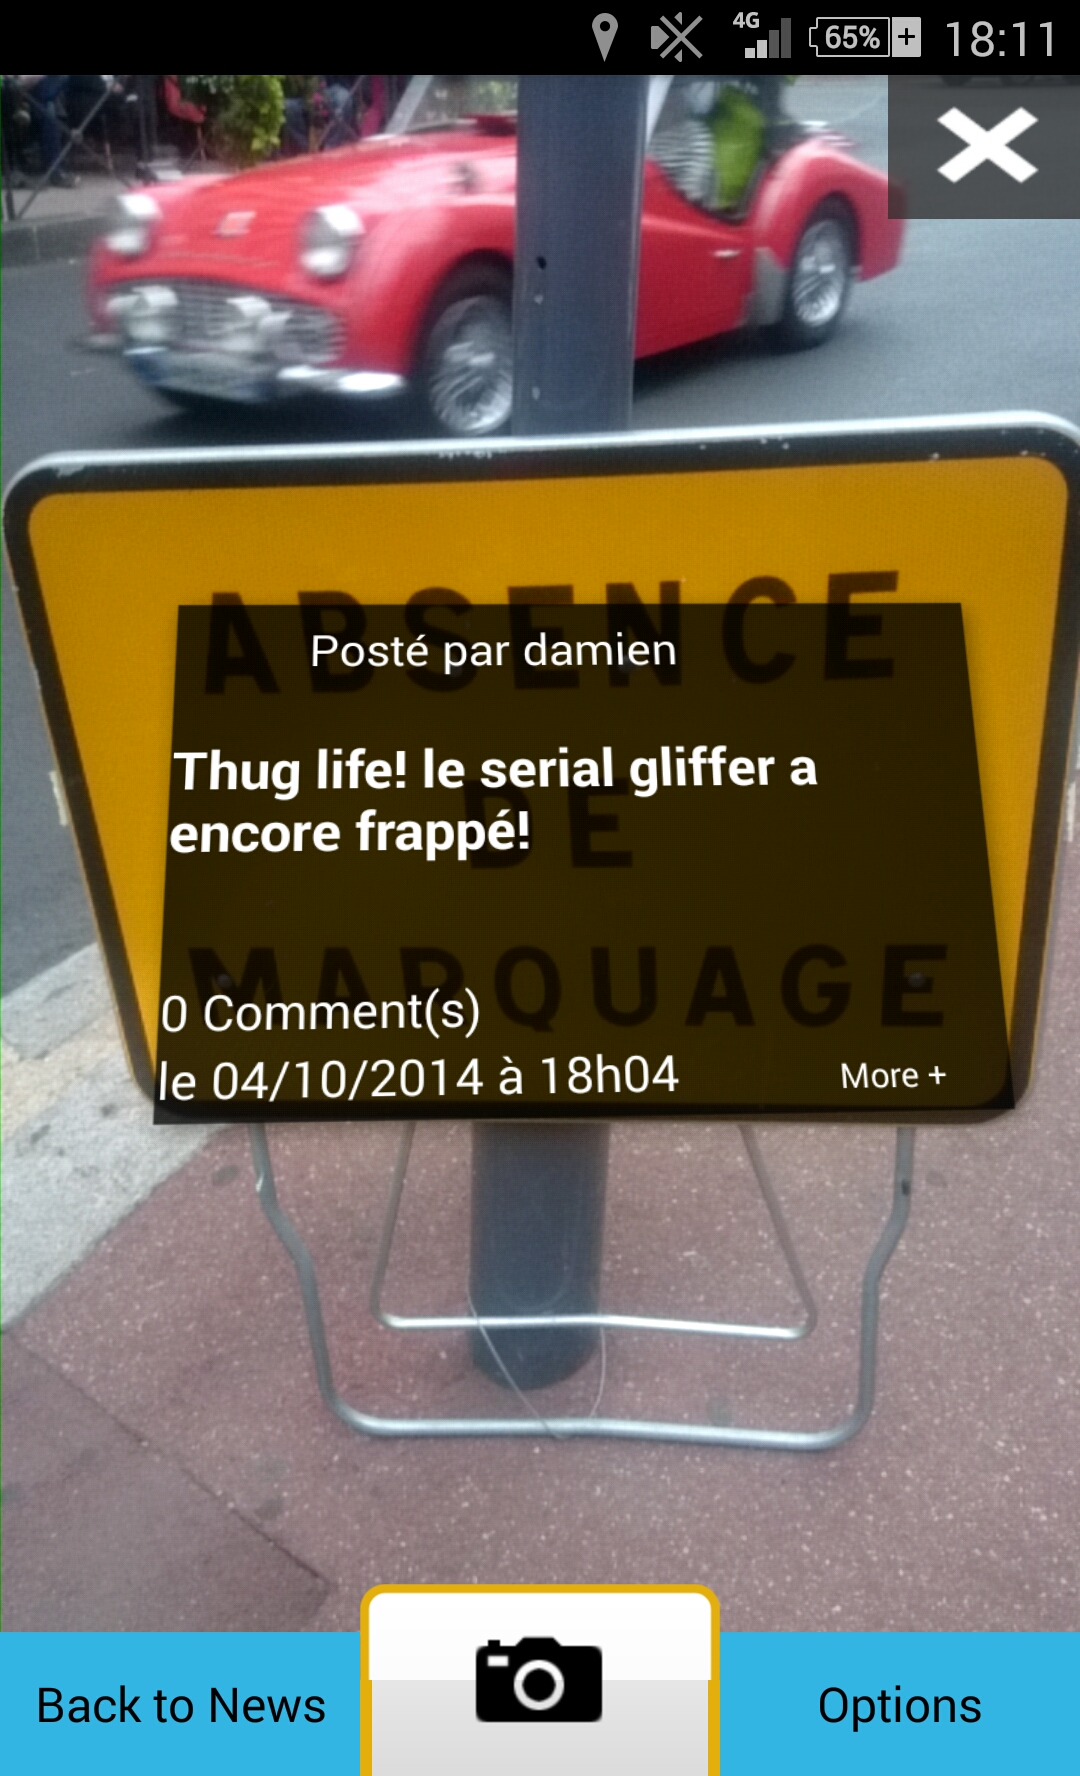 4G
65%
18:11
ABSENCE
Posté par damien
Thug life! le serial gliffer a
encore frappé!
DE
MARQUAGE
0 Comment(s)
le 04/10/2014 à 18h04
More +
Back to News
Options